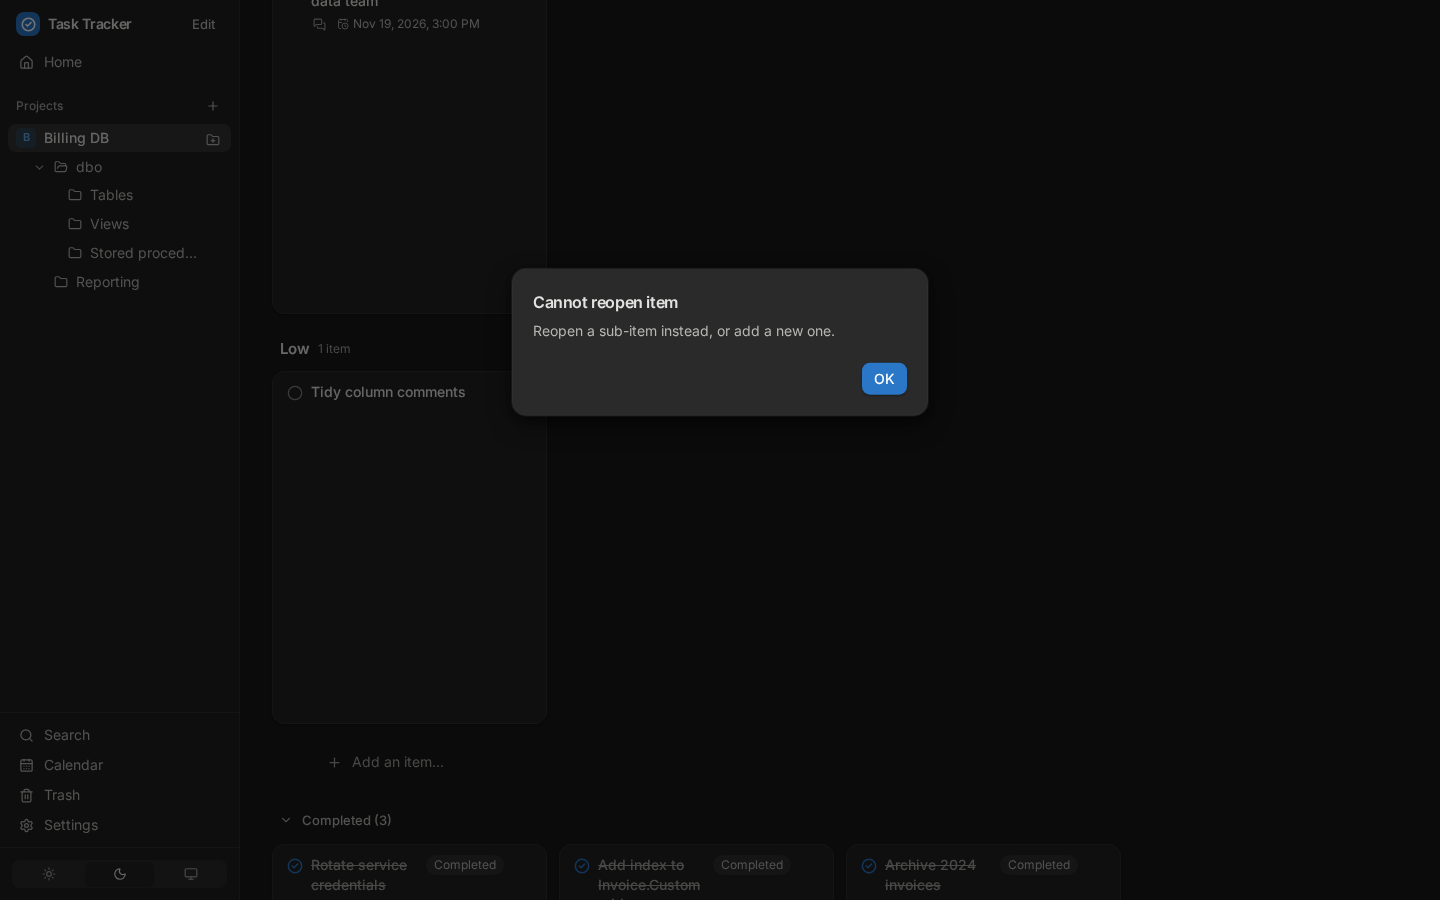 Task Tracker
Edit
Home
Projects
B
Billing DB
dbo
Tables
Views
Stored proced...
Reporting
Search
Calendar
Trash
Settings
data team
Nov 19, 2026, 3:00 PM
Low 1 item
Tidy column comments
Add an item...
Completed (3)
Rotate service
credentials
Completed
Add index to
Invoice.Custom
Completed
Archive 2024
invoices
Completed
Cannot reopen item
Reopen a sub-item instead, or add a new one.
OK